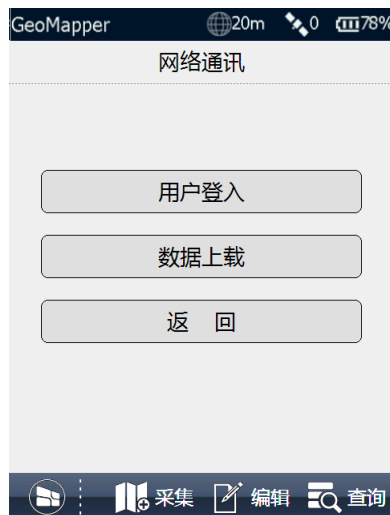 GeoMapper 20m 0 78%
网络通讯
用户登入
数据上载
返 回
采集 编辑 查询